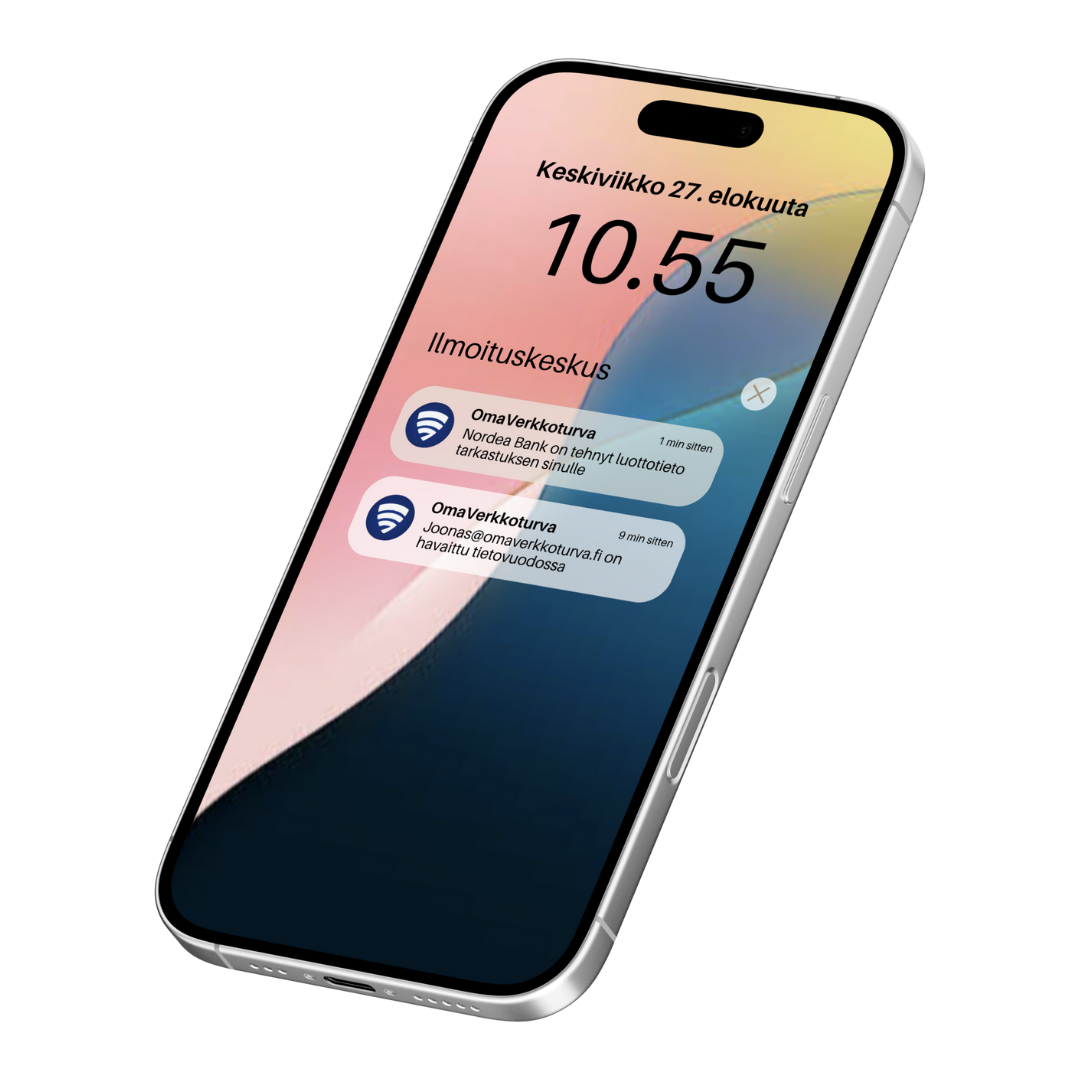 Keskiviikko 27. elokuuta
10.55
Ilmoituskeskus
OmaVerkkoturva
1 min sitten
Nordea Bank on tehnyt luottotieto
tarkastuksen sinulle
OmaVerkkoturva
9 min sitten
Joonas@omaverkkoturva.fi on
havaittu tietovuodossa